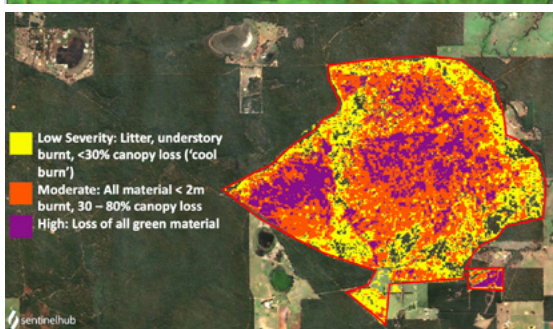 Low Severity: Litter, understory
burnt, <30% canopy loss ('cool
burn')
Moderate: All material < 2m
burnt, 30 – 80% canopy loss
High: Loss of all green material
sentinelhub